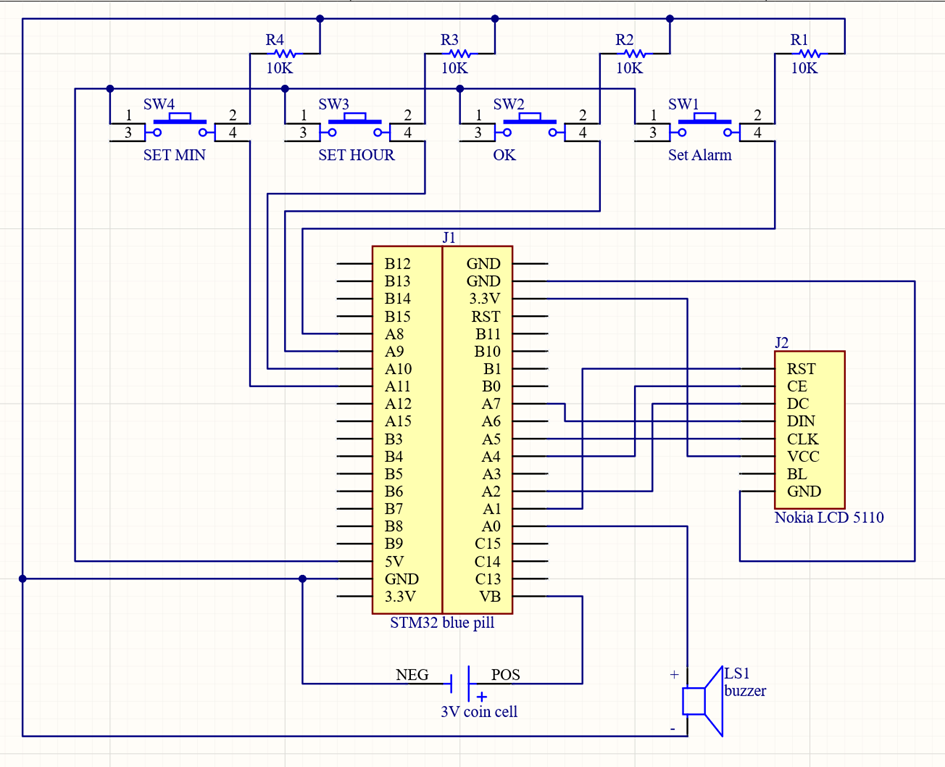 R4
R3
R2
R1
10K
10K
10K
10K
SW4
SW3
SW2
SW1
1 2
1 2
1 2
1 2
3 4
3 4
3 4
3 4
SET MIN
SET HOUR
OK
Set Alarm
J1
B12 GND
B13 GND
B14 3.3V
B15 RST
A8 B11
A9 B10
A10 B1
A11 B0
A12 A7
A15 A6
B3 A5
B4 A4
B5 A3
B6 A2
B7 A1
B8 A0
B9 C15
5V C14
GND C13
3.3V VB
STM32 blue pill
J2
RST
CE
DC
DIN
CLK
VCC
BL
GND
Nokia LCD 5110
NEG POS
+
3V coin cell
+
LS1
buzzer
-